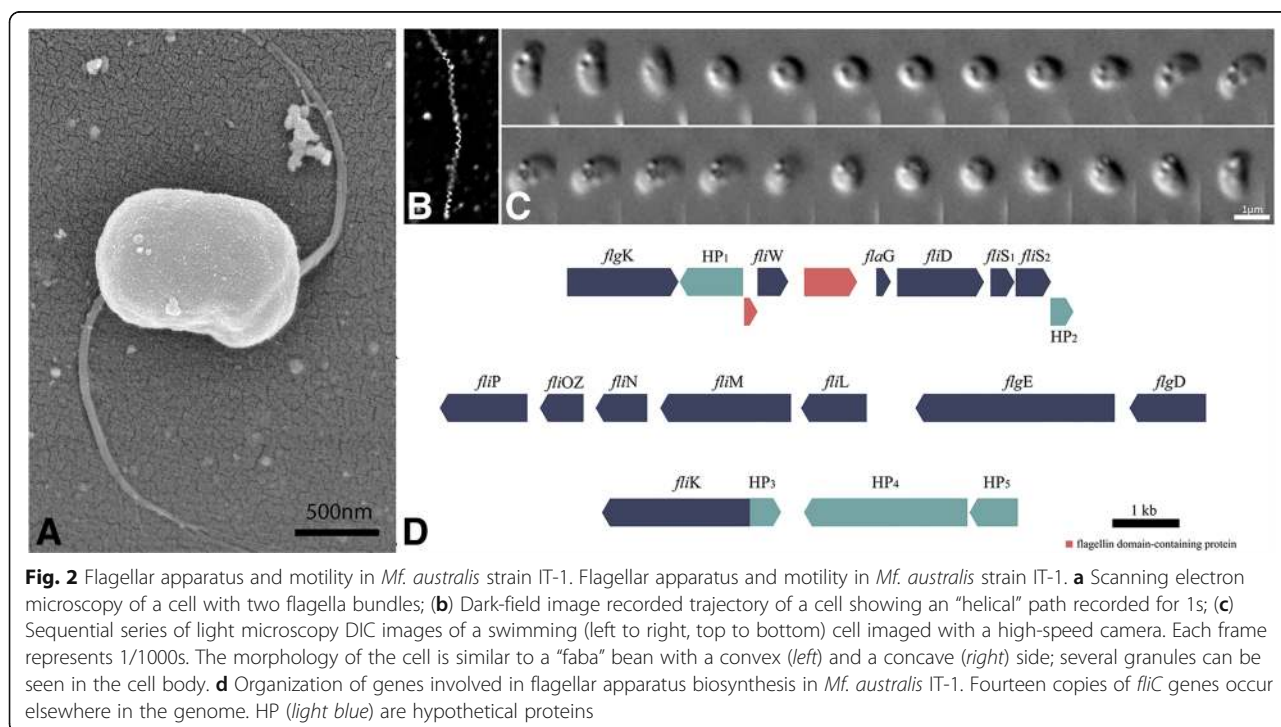 A
500nm
B
C
1µm
flgK
HP1
fliW
flaG
fliD
fliS1
fliS2
HP2
D
fliP
fliOZ
fliN
fliM
fliL
flgE
flgD
fliK
HP3
HP4
HP5
1 kb
flagellin domain-containing protein
Fig. 2 Flagellar apparatus and motility in Mf. australis strain IT-1. Flagellar apparatus and motility in Mf. australis strain IT-1. a Scanning electron
microscopy of a cell with two flagella bundles; (b) Dark-field image recorded trajectory of a cell showing an “helical” path recorded for 1s; (c)
Sequential series of light microscopy DIC images of a swimming (left to right, top to bottom) cell imaged with a high-speed camera. Each frame
represents 1/1000s. The morphology of the cell is similar to a “faba” bean with a convex (left) and a concave (right) side; several granules can be
seen in the cell body. d Organization of genes involved in flagellar apparatus biosynthesis in Mf. australis IT-1. Fourteen copies of fliC genes occur
elsewhere in the genome. HP (light blue) are hypothetical proteins